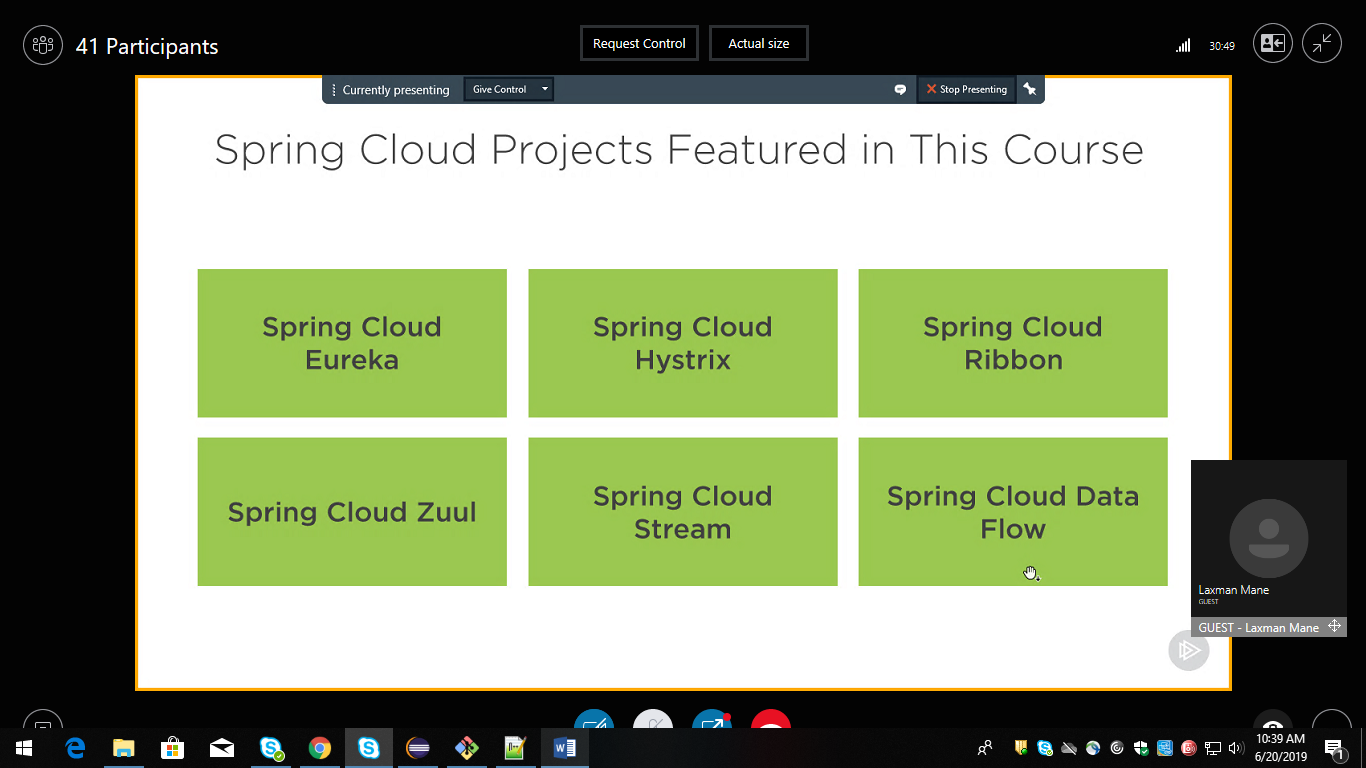 41 Participants
Request Control
Actual size
30:49
Currently presenting
Give Control
Stop Presenting
Spring Cloud Projects Featured in This Course
Spring Cloud
Eureka
Spring Cloud
Hystrix
Spring Cloud
Ribbon
Spring Cloud Zuul
Spring Cloud
Stream
Spring Cloud Data
Flow
Laxman Mane
GUEST
GUEST - Laxman Mane
10:39 AM
6/20/2019
1